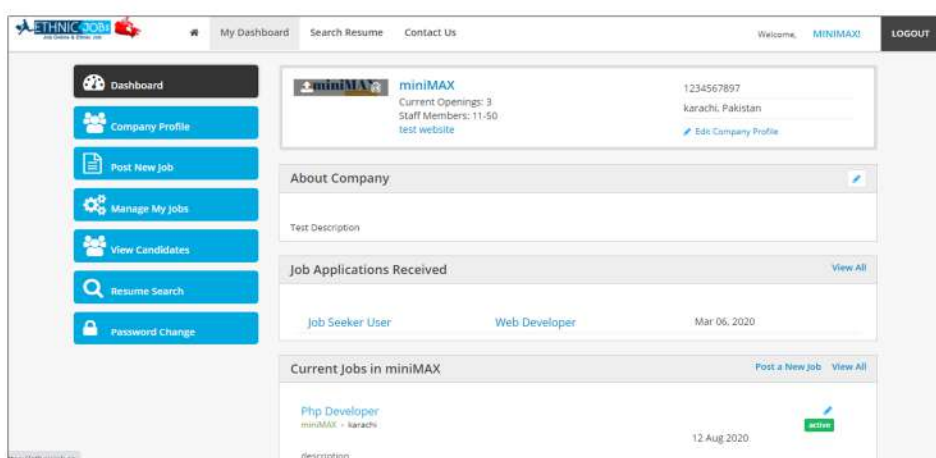 ETHNIC JOBS
My Dashboard
Search Resume
Contact Us
Welcome,
MINIMAX!
LOGOUT
Dashboard
Company Profile
Post New Job
Manage My Jobs
View Candidates
Resume Search
Password Change
miniMAX
miniMAX
Current Openings: 3
Staff Members: 11-50
test website
1234567897
karachi, Pakistan
Edit Company Profile
About Company
Test Description
Job Applications Received
View All
Job Seeker User
Web Developer
Mar 06, 2020
Current Jobs in miniMAX
Post a New Job
View All
Php Developer
miniMAX - karachi
active
12 Aug 2020
description